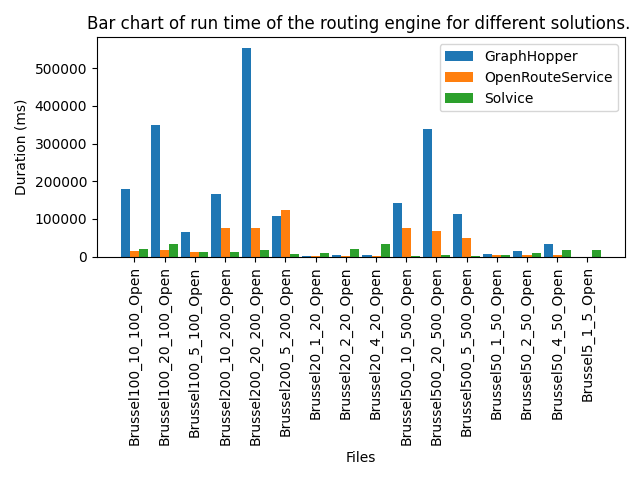 Bar chart of run time of the routing engine for different solutions.
GraphHopper
OpenRouteService
Solvice
Duration (ms)
500000
400000
300000
200000
100000
0
Brussel100_10_100_Open
Brussel100_20_100_Open
Brussel100_5_100_Open
Brussel200_10_200_Open
Brussel200_20_200_Open
Brussel200_5_200_Open
Brussel20_1_20_Open
Brussel20_2_20_Open
Brussel20_4_20_Open
Brussel500_10_500_Open
Brussel500_20_500_Open
Brussel500_5_500_Open
Brussel50_1_50_Open
Brussel50_2_50_Open
Brussel50_4_50_Open
Brussel5_1_5_Open
Files